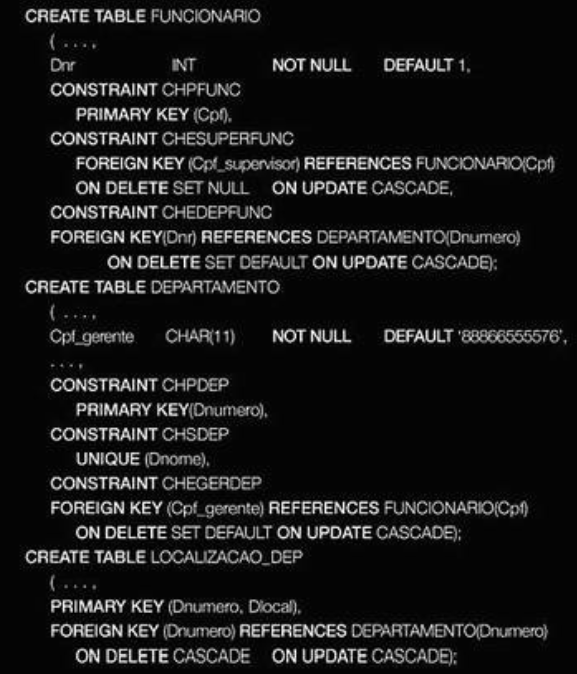 CREATE TABLE FUNCIONARIO
( . . . ,
Dnr INT NOT NULL DEFAULT 1,
CONSTRAINT CHPFUNC
PRIMARY KEY (Cpf),
CONSTRAINT CHESUPERFUNC
FOREIGN KEY (Cpf_supervisor) REFERENCES FUNCIONARIO(Cpf)
ON DELETE SET NULL ON UPDATE CASCADE,
CONSTRAINT CHEDEPFUNC
FOREIGN KEY(Dnr) REFERENCES DEPARTAMENTO(Dnumero)
ON DELETE SET DEFAULT ON UPDATE CASCADE);
CREATE TABLE DEPARTAMENTO
( . . . ,
Cpf_gerente CHAR(11) NOT NULL DEFAULT '88866555576',
. . . ,
CONSTRAINT CHPDEP
PRIMARY KEY(Dnumero),
CONSTRAINT CHSDEP
UNIQUE (Dnome),
CONSTRAINT CHEGERDEP
FOREIGN KEY (Cpf_gerente) REFERENCES FUNCIONARIO(Cpf)
ON DELETE SET DEFAULT ON UPDATE CASCADE);
CREATE TABLE LOCALIZACAO_DEP
( . . . ,
PRIMARY KEY (Dnumero, Dlocal),
FOREIGN KEY (Dnumero) REFERENCES DEPARTAMENTO(Dnumero)
ON DELETE CASCADE ON UPDATE CASCADE);